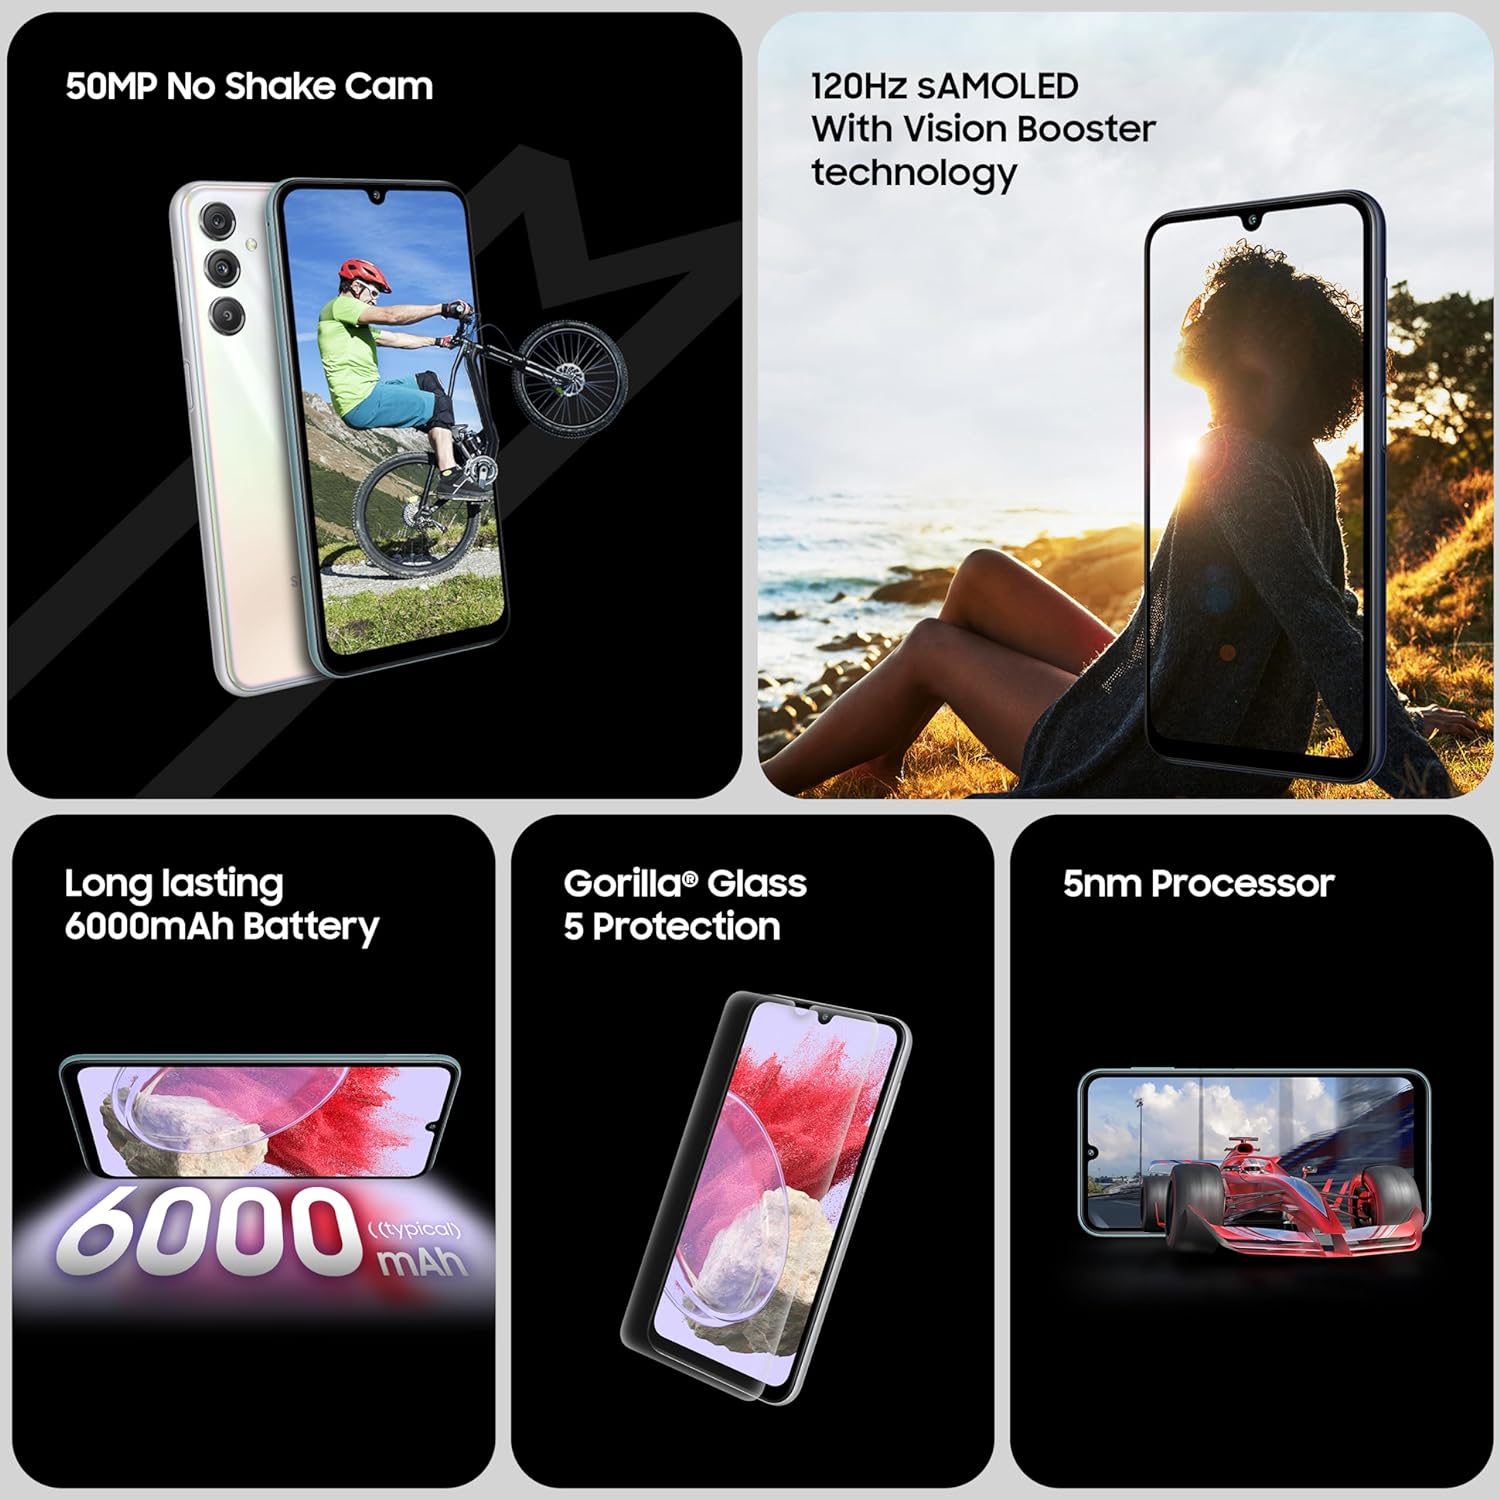 50MP No Shake Cam
120Hz sAMOLED
With Vision Booster
technology
Long lasting
6000mAh Battery
6000 ((typical)
mAh
Gorilla® Glass
5 Protection
5nm Processor